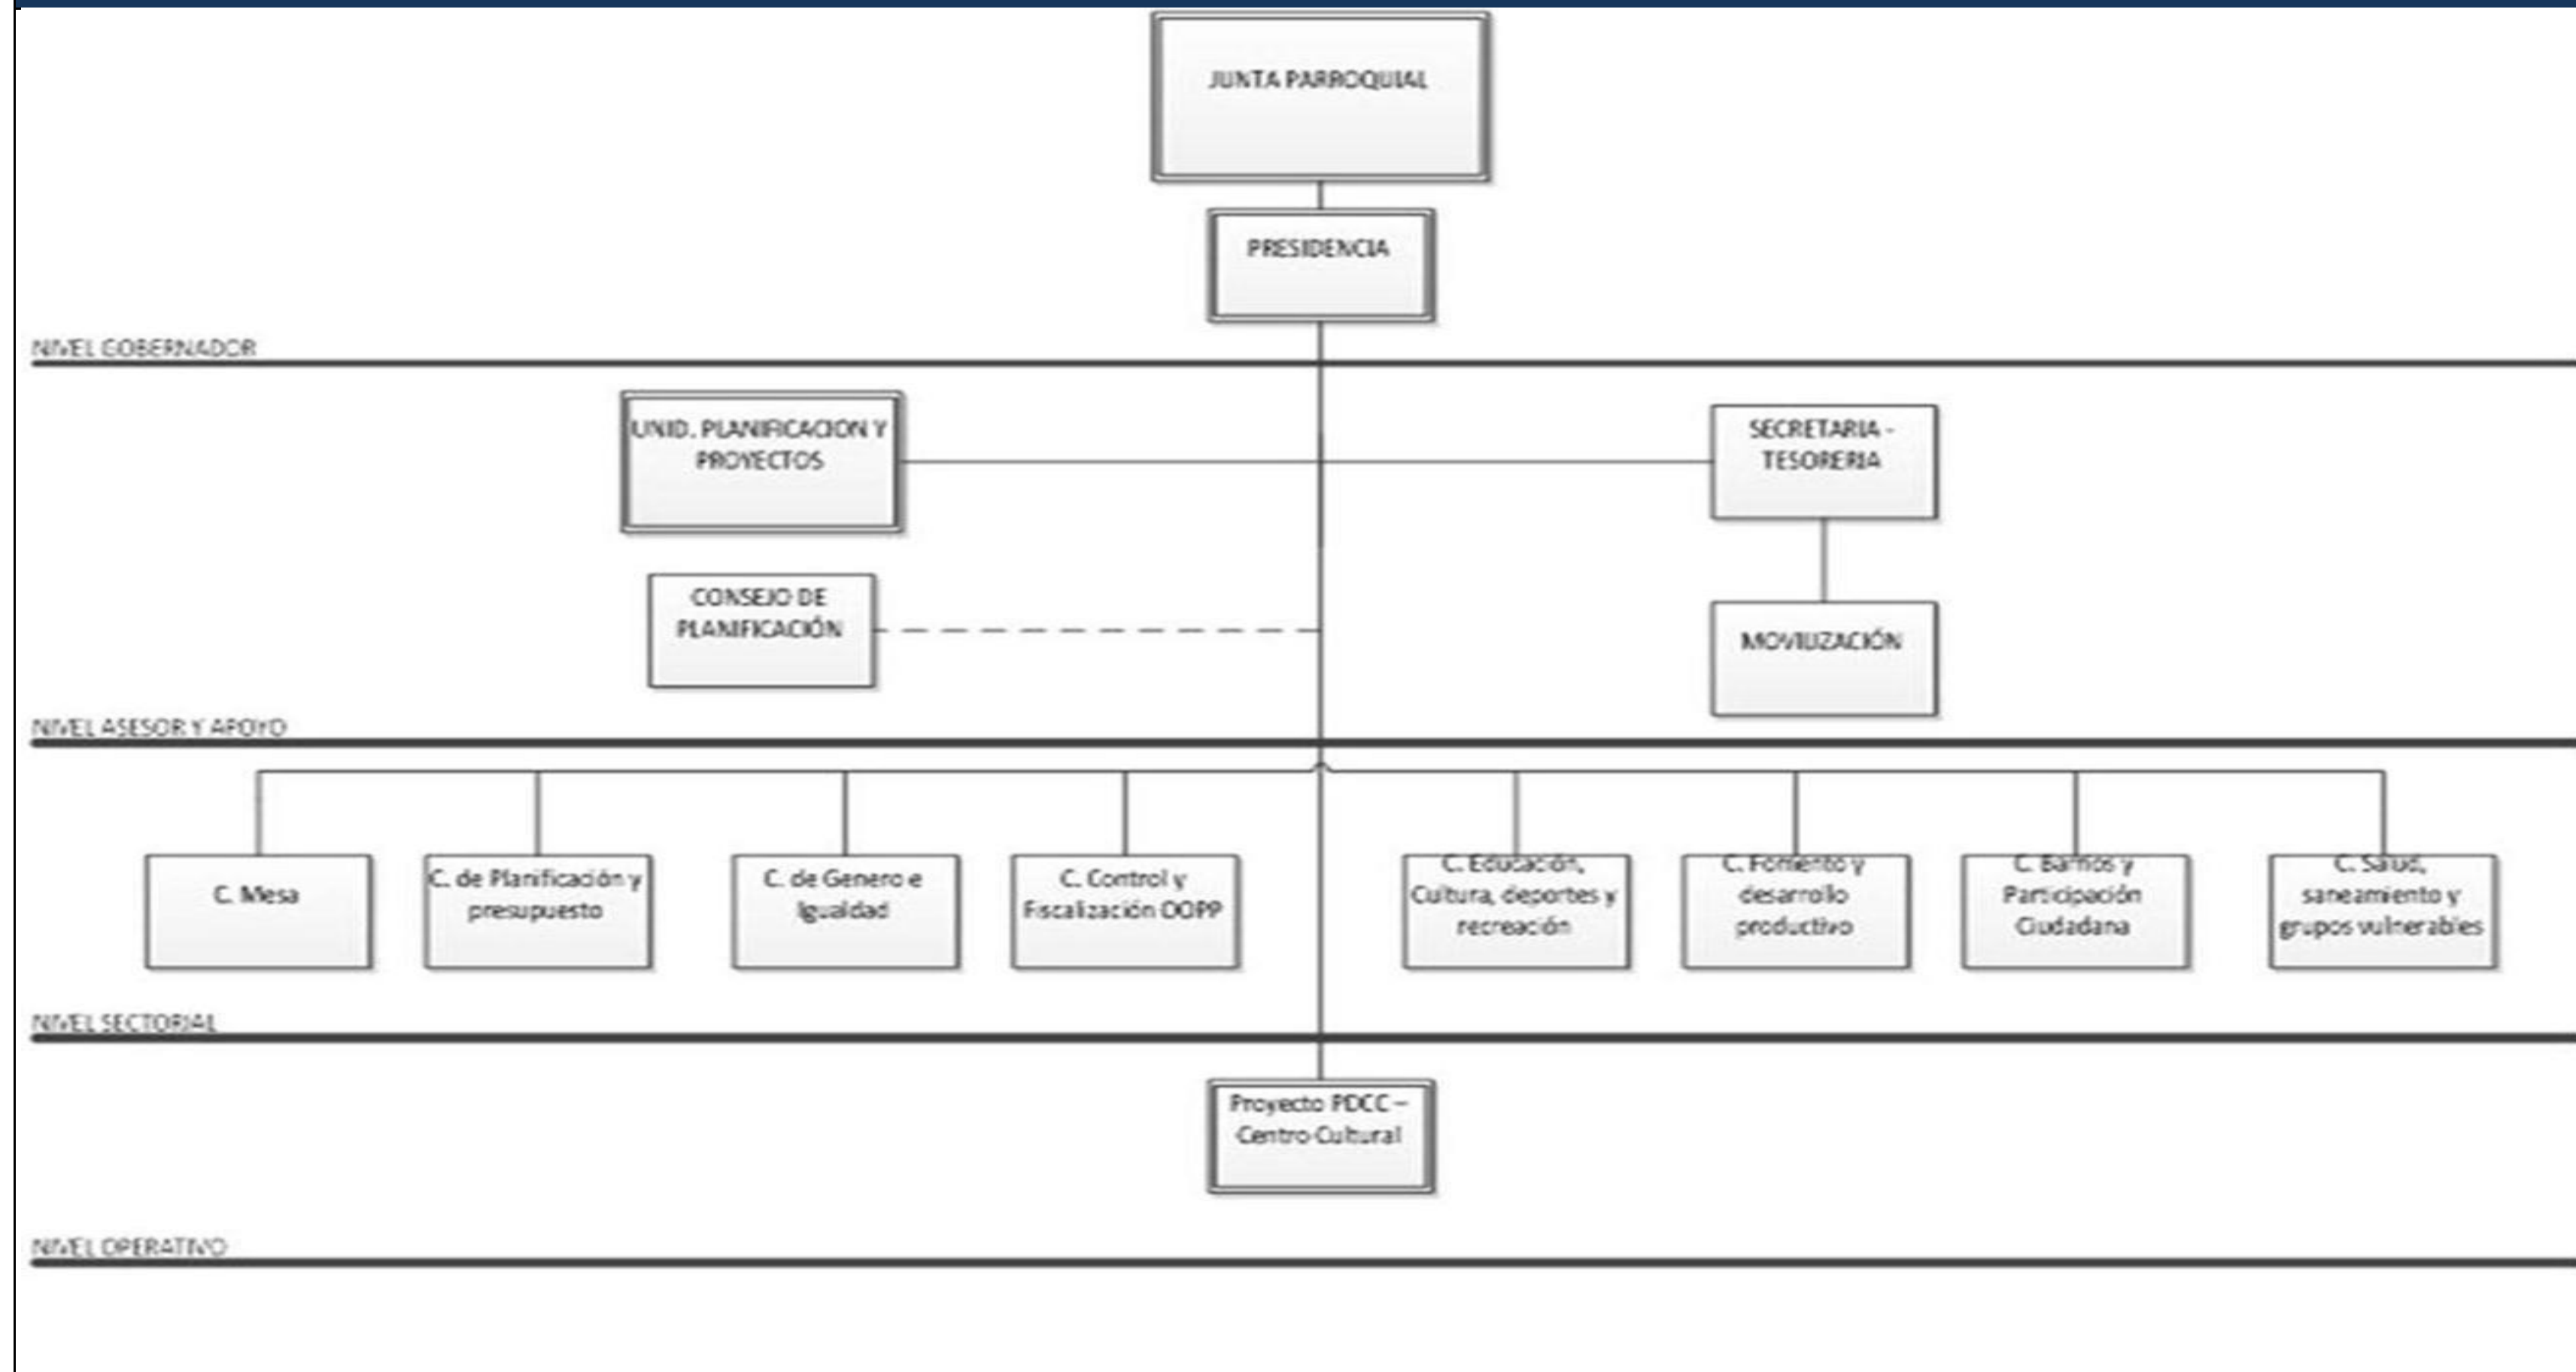 JUNTA PARROQUIAL
PRESIDENCIA
NIVEL GOBERNADOR
UNID. PLANIFICACION Y
PROYECTOS
SECRETARIA -
TESORERIA
CONSEJO DE
PLANIFICACIÓN
MOVILIZACIÓN
NIVEL ASESOR Y APOYO
C. Mesa
C. de Planificación y
presupuesto
C. de Genero e
Igualdad
C. Control y
Fiscalización OOPP
C. Educación,
Cultura, deportes y
recreación
C. Fomento y
desarrollo
productivo
C. Barrios y
Participación
Ciudadana
C. Salud,
saneamiento y
grupos vulnerables
NIVEL SECTORIAL
Proyecto PDCC –
Centro Cultural
NIVEL OPERATIVO